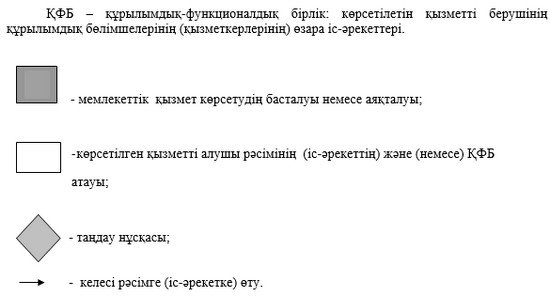 ҚФБ – құрылымдық-функционалдық бірлік: көрсетілетін қызметті берушінің
құрылымдық бөлімшелерінің (қызметкерлерінің) өзара іс-әрекеттері.
- мемлекеттік қызмет көрсетудің басталуы немесе аяқталуы;
-көрсетілген қызметті алушы рәсімінің (іс-әрекеттің) және (немесе) ҚФБ
атауы;
- таңдау нұсқасы;
- келесі рәсімге (іс-әрекетке) өту.